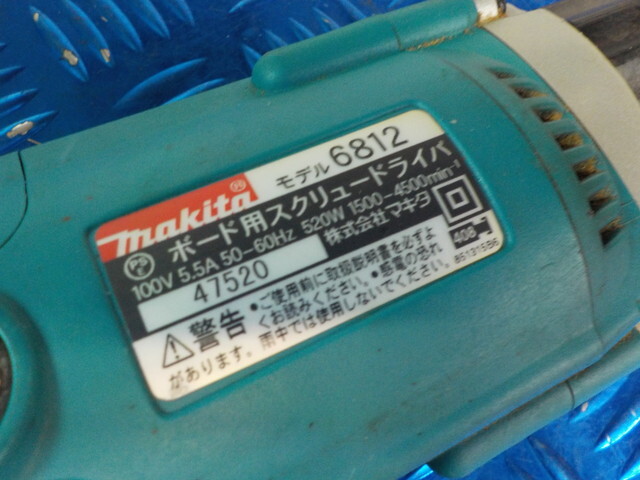 makita® モデル 6812
ボード用スクリュードライバ
PS E 100V 5.5A 50-60Hz 520W 1500-4500min⁻¹
47520 株式会社 マキタ
408
851315B6
⚠警告 ●ご使用前に取扱説明書を必ずよ
くお読みください。●感電の恐れ
があります。雨中では使用しないでください。